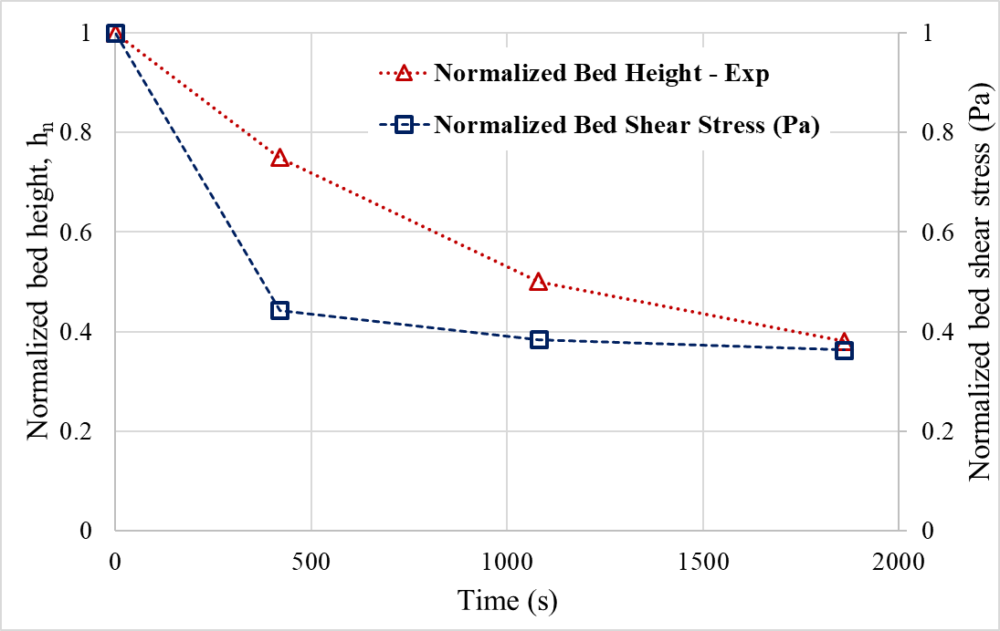 Normalized Bed Height - Exp
Normalized Bed Shear Stress (Pa)
Normalized bed height, hn
1
0.8
0.6
0.4
0.2
0
1
0.8
0.6
0.4
0.2
0
Normalized bed shear stress (Pa)
0 500 1000 1500 2000
Time (s)